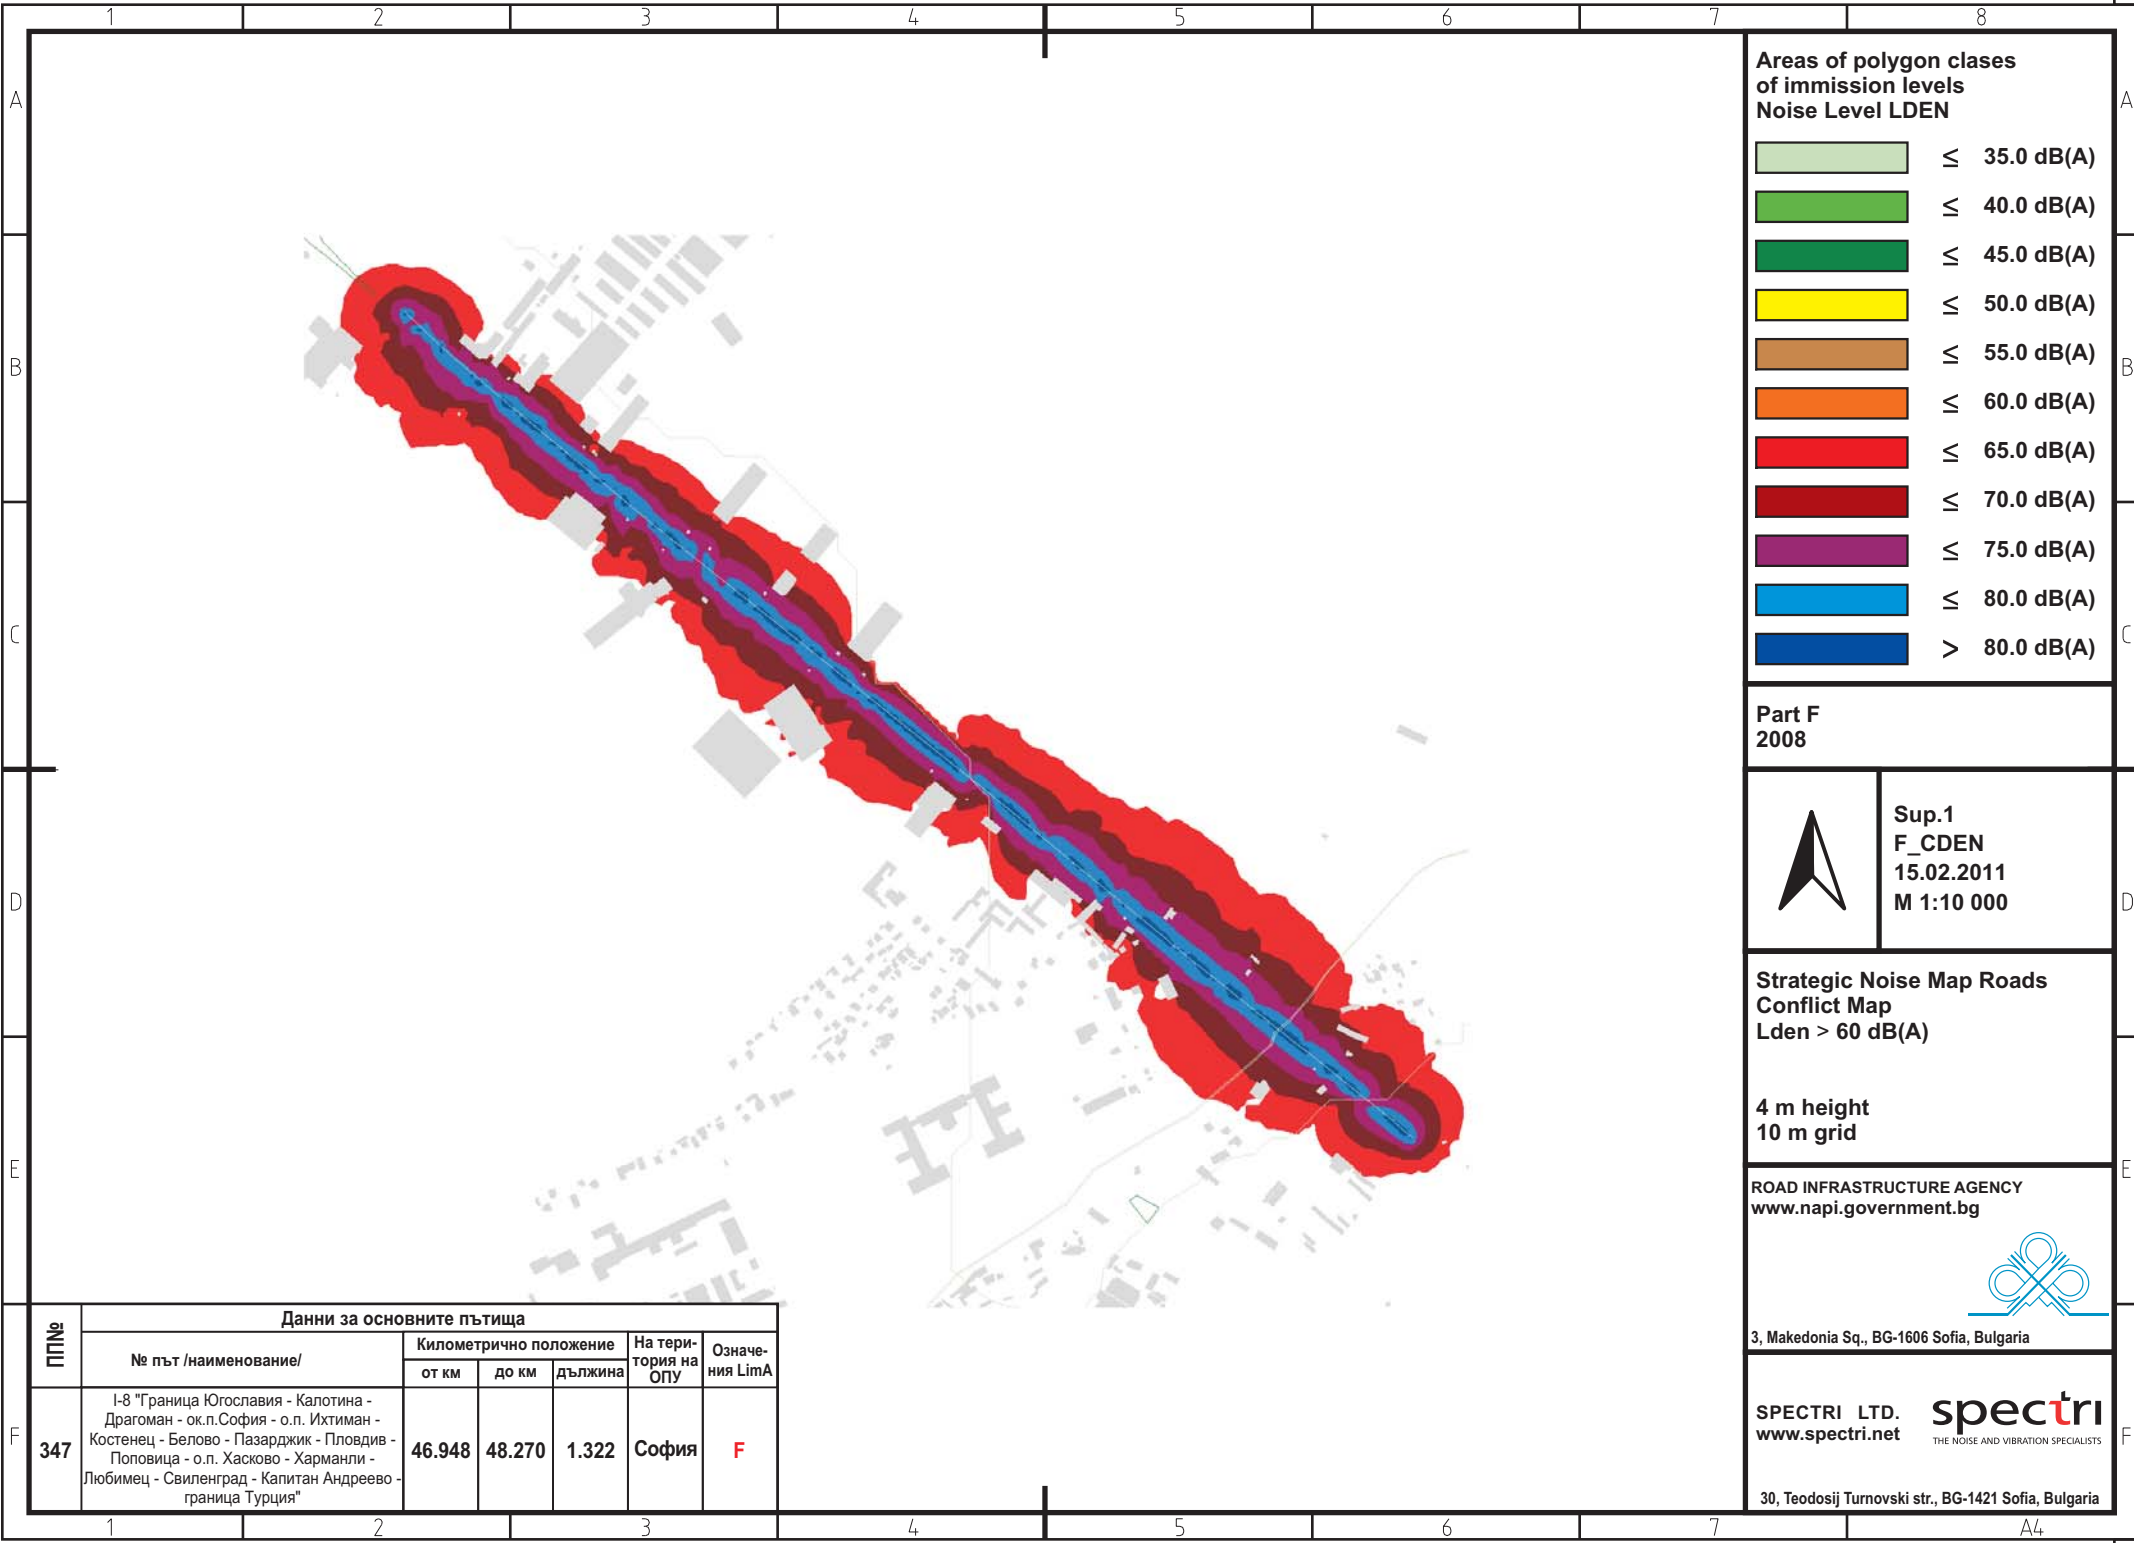 1 2 3 4 5 6 7 8
A A
B B
C C
D D
E E
F F
Areas of polygon clases
of immission levels
Noise Level LDEN
≤ 35.0 dB(A)
≤ 40.0 dB(A)
≤ 45.0 dB(A)
≤ 50.0 dB(A)
≤ 55.0 dB(A)
≤ 60.0 dB(A)
≤ 65.0 dB(A)
≤ 70.0 dB(A)
≤ 75.0 dB(A)
≤ 80.0 dB(A)
> 80.0 dB(A)
Part F
2008
Sup.1
F_CDEN
15.02.2011
M 1:10 000
Strategic Noise Map Roads
Conflict Map
Lden > 60 dB(A)
4 m height
10 m grid
ROAD INFRASTRUCTURE AGENCY
www.napi.government.bg
3, Makedonia Sq., BG-1606 Sofia, Bulgaria
SPECTRI LTD.
www.spectri.net
spectri
THE NOISE AND VIBRATION SPECIALISTS
30, Teodosij Turnovski str., BG-1421 Sofia, Bulgaria
ПП№
Данни за основните пътища
№ път /наименование/
Километрично положение
от км
до км
дължина
На тери-
тория на
ОПУ
Означе-
ния LimA
347
I-8 "Граница Югославия - Калотина -
Драгоман - ок.п.София - о.п. Ихтиман -
Костенец - Белово - Пазарджик - Пловдив -
Поповица - о.п. Хасково - Харманли -
Любимец - Свиленград - Капитан Андреево -
граница Турция"
46.948
48.270
1.322
София
F
1 2 3 4 5 6 7 A4